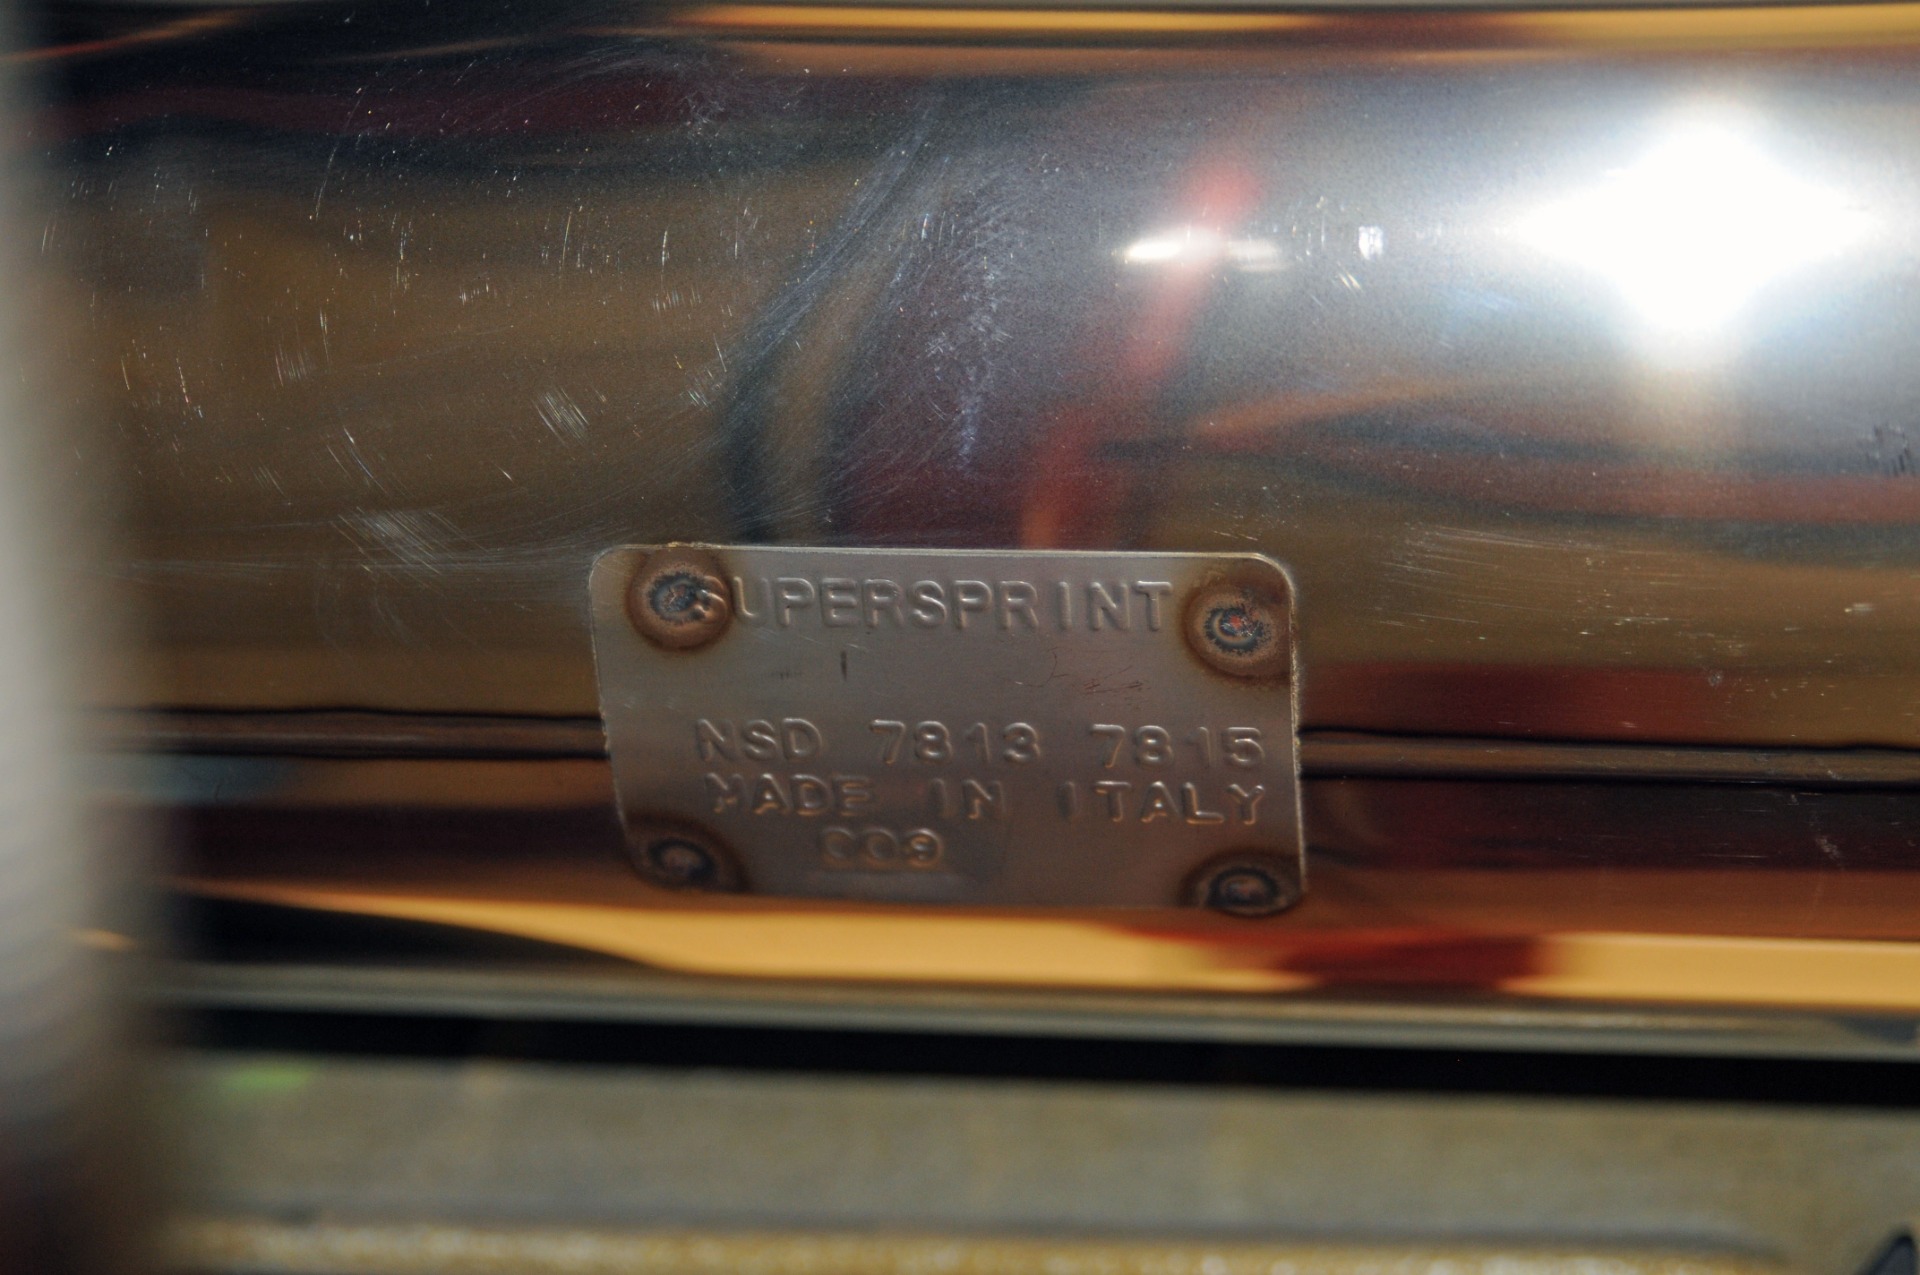 SUPERSPRINT
NSD 7813 7815
MADE IN ITALY
009